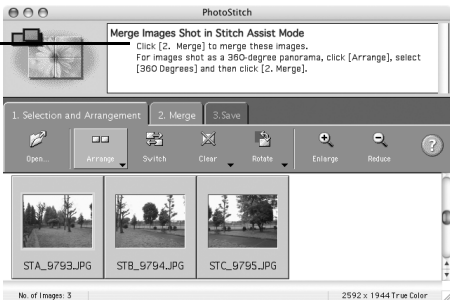 PhotoStitch
Merge Images Shot in Stitch Assist Mode
Click [2. Merge] to merge these images.
For images shot as a 360-degree panorama, click [Arrange], select
[360 Degrees] and then click [2. Merge].
1. Selection and Arrangement 2. Merge 3.Save
Open... Arrange Switch Clear Rotate Enlarge Reduce ?
STA_9793.JPG STB_9794.JPG STC_9795.JPG
No. of Images: 3 2592 x 1944 True Color